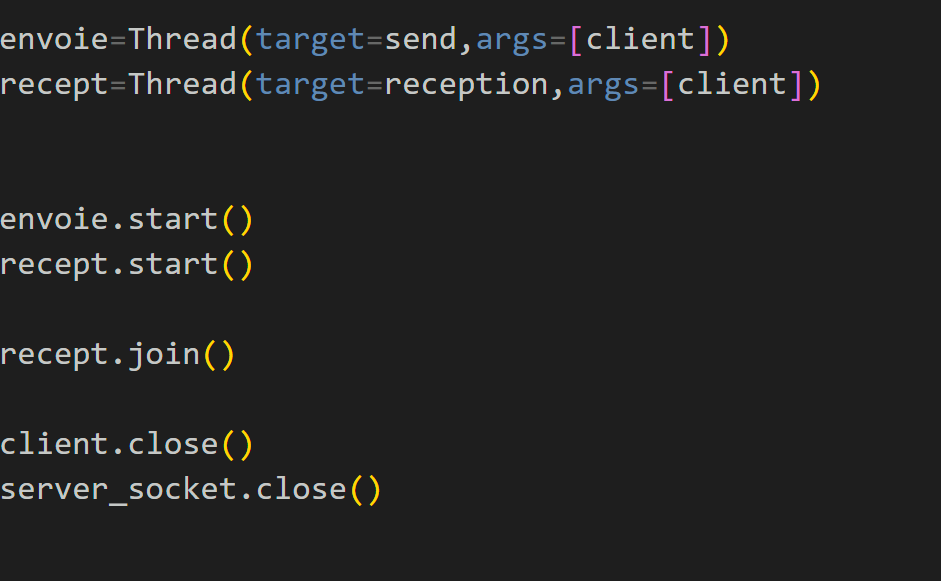 envoie=Thread(target=send,args=[client])
recept=Thread(target=reception,args=[client])
envoie.start()
recept.start()
recept.join()
client.close()
server_socket.close()